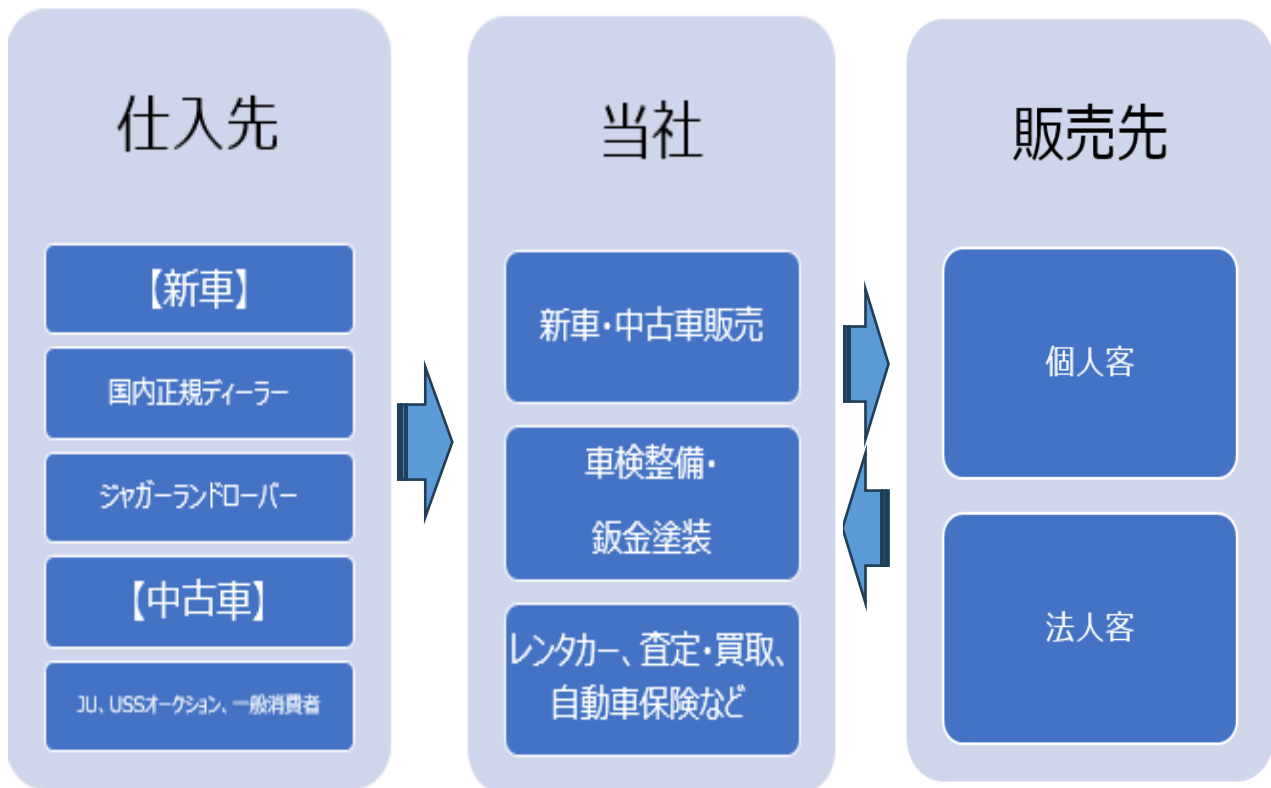 仕入先
【新車】
国内正規ディーラー
ジャガーランドローバー
【中古車】
JU、USSオークション、一般消費者
当社
新車・中古車販売
車検整備・
鈑金塗装
レンタカー、査定・買取、
自動車保険など
販売先
個人客
法人客